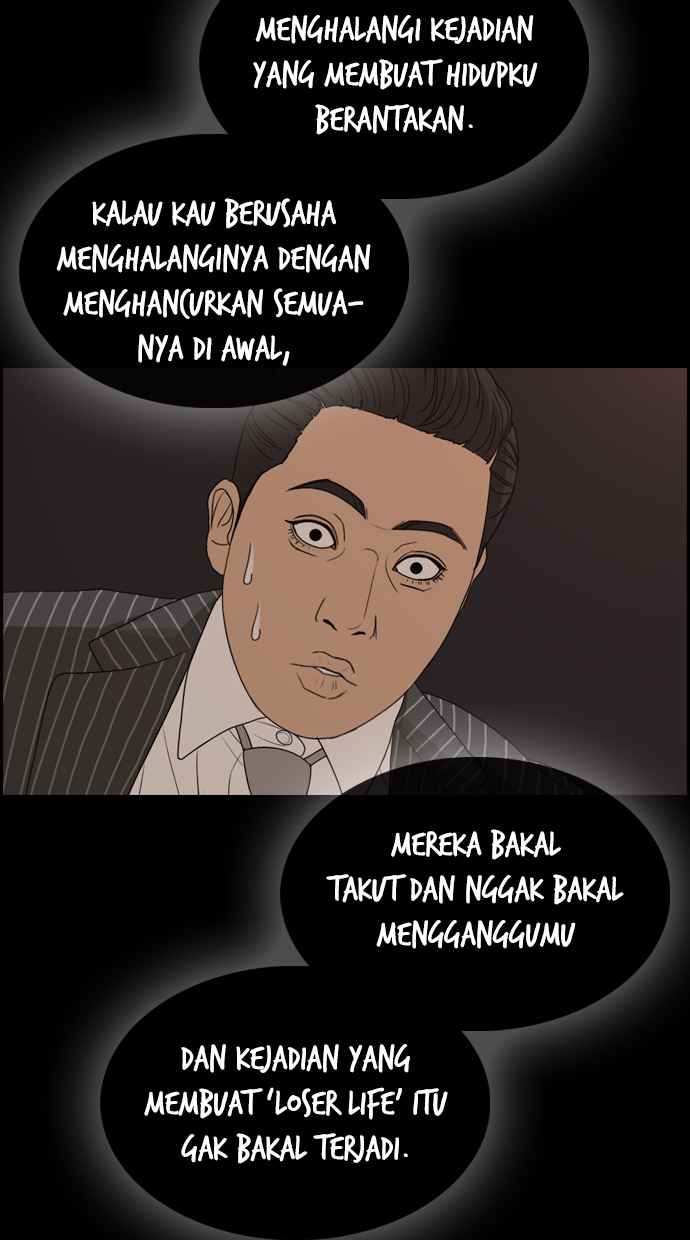 MENGHALANGI KEJADIAN
YANG MEMBUAT HIDUPKU
BERANTAKAN.
KALAU KAU BERUSAHA
MENGHALANGINYA DENGAN
MENGHANCURKAN SEMUA-
NYA DI AWAL,
MEREKA BAKAL
TAKUT DAN NGGAK BAKAL
MENGGANGGUMU
DAN KEJADIAN YANG
MEMBUAT 'LOSER LIFE' ITU
GAK BAKAL TERJADI.